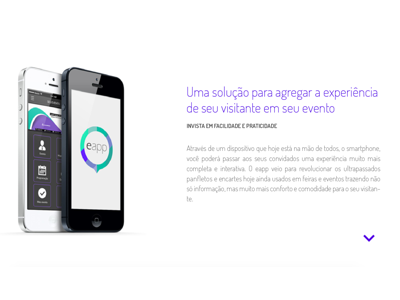 eapp
Uma solução para agregar a experiência
de seu visitante em seu evento
INVISTA EM FACILIDADE E PRATICIDADE
Através de um dispositivo que hoje está na mão de todos, o smartphone,
você poderá passar aos seus convidados uma experiência muito mais
completa e interativa. O eapp veio para revolucionar os ultrapassados
panfletos e encartes hoje ainda usados em feiras e eventos trazendo não
só informação, mas muito mais conforto e comodidade para o seu visitan-
te.